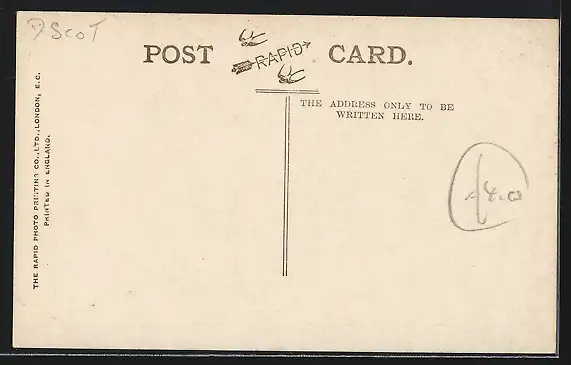 D Scot
POST RAPID CARD.
THE ADDRESS ONLY TO BE
WRITTEN HERE.
THE RAPID PHOTO PRINTING CO., LTD., LONDON, E.C.
PRINTED IN ENGLAND.